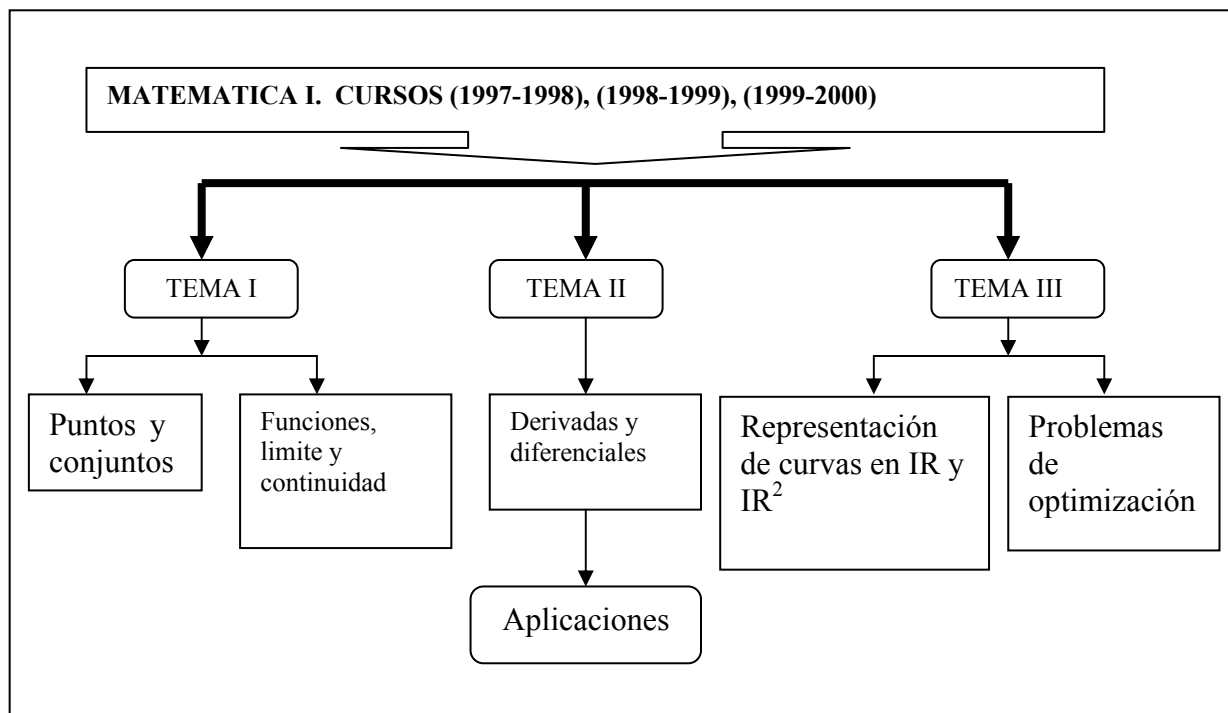 MATEMATICA I. CURSOS (1997-1998), (1998-1999), (1999-2000)
TEMA I
TEMA II
TEMA III
Puntos y
conjuntos
Funciones,
limite y
continuidad
Derivadas y
diferenciales
Representación
de curvas en IR y
IR²
Problemas
de
optimización
Aplicaciones